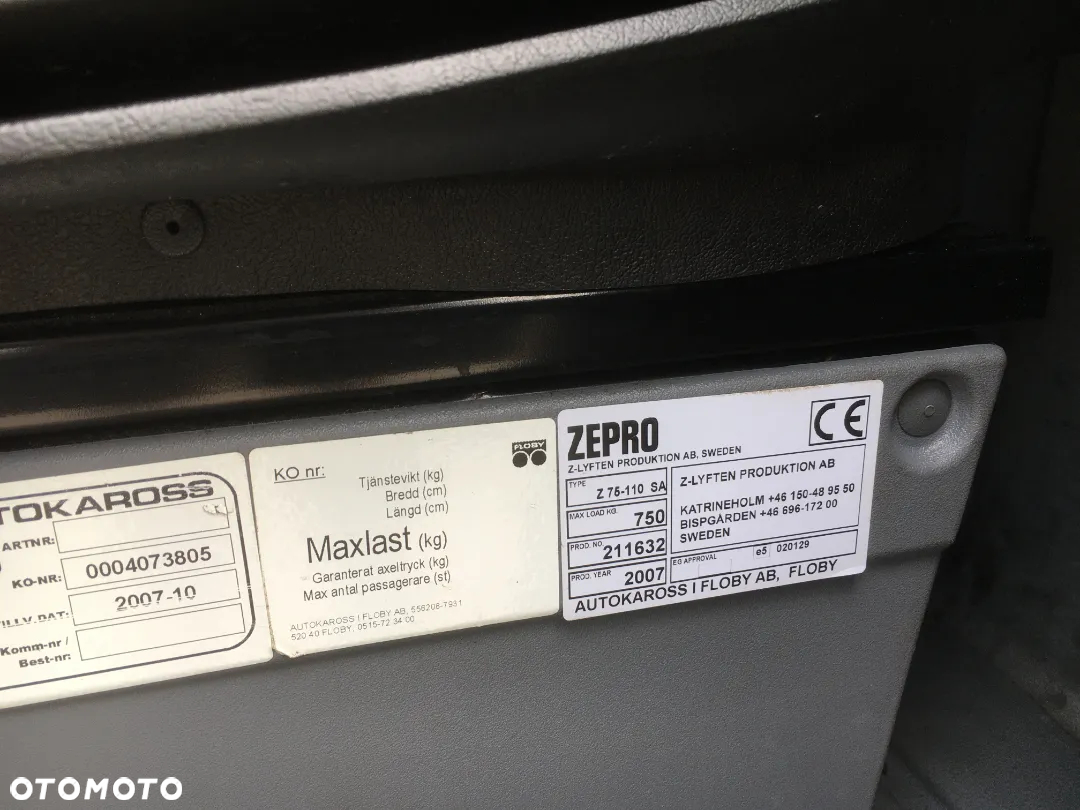 TOKAROSS
ARTNR:
KO-NR: 0004073805
TILLV.DAT: 2007-10
Komm-nr /
Best-nr:
KO nr:
FLOBY
Tjänstevikt (kg)
Bredd (cm)
Längd (cm)
Maxlast (kg)
Garanterat axeltryck (kg)
Max antal passagerare (st)
AUTOKAROSS I FLOBY AB, 556206-7931
520 40 FLOBY, 0515-72 34 00
ZEPRO
CE
Z-LYFTEN PRODUKTION AB, SWEDEN
TYPE Z 75-110 SA
MAX LOAD KG. 750
PROD. NO. 211632
PROD. YEAR 2007
Z-LYFTEN PRODUKTION AB
KATRINEHOLM +46 150-48 95 50
BISPGÅRDEN +46 696-172 00
SWEDEN
EG APPROVAL e5 020129
AUTOKAROSS I FLOBY AB, FLOBY
OTOMOTO